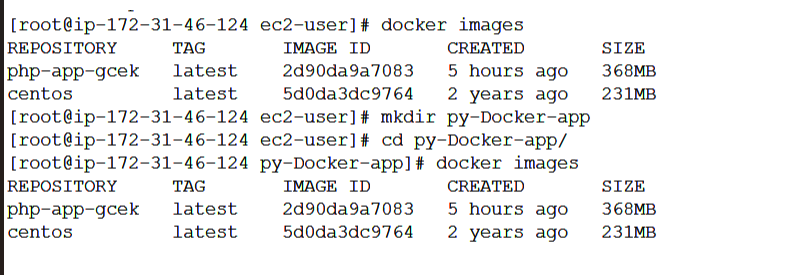 [root@ip-172-31-46-124 ec2-user]# docker images
REPOSITORY TAG IMAGE ID CREATED SIZE
php-app-gcek latest 2d90da9a7083 5 hours ago 368MB
centos latest 5d0da3dc9764 2 years ago 231MB
[root@ip-172-31-46-124 ec2-user]# mkdir py-Docker-app
[root@ip-172-31-46-124 ec2-user]# cd py-Docker-app/
[root@ip-172-31-46-124 py-Docker-app]# docker images
REPOSITORY TAG IMAGE ID CREATED SIZE
php-app-gcek latest 2d90da9a7083 5 hours ago 368MB
centos latest 5d0da3dc9764 2 years ago 231MB